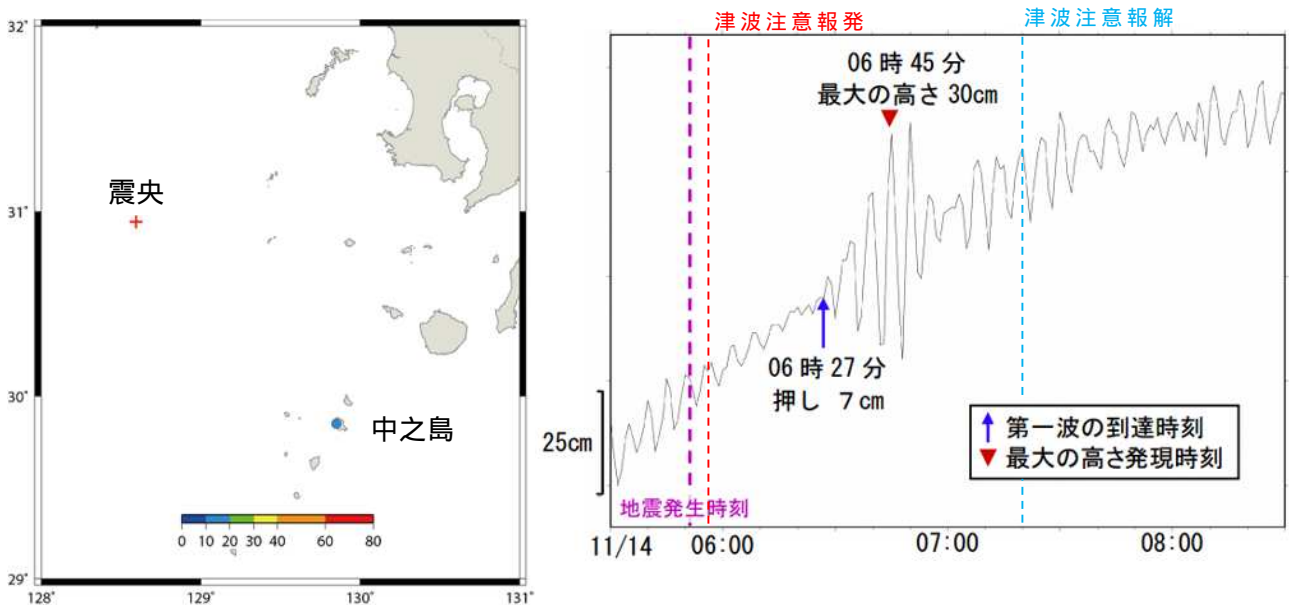 32˚
31˚
30˚
29˚
128˚
129˚
130˚
131˚
震央
中之島
0 10 20 30 40 60 80
津波注意報発
津波注意報解
06時45分
最大の高さ30cm
06時27分
押し 7cm
25cm
地震発生時刻
第一波の到達時刻
最大の高さ発現時刻
11/14 06:00 07:00 08:00